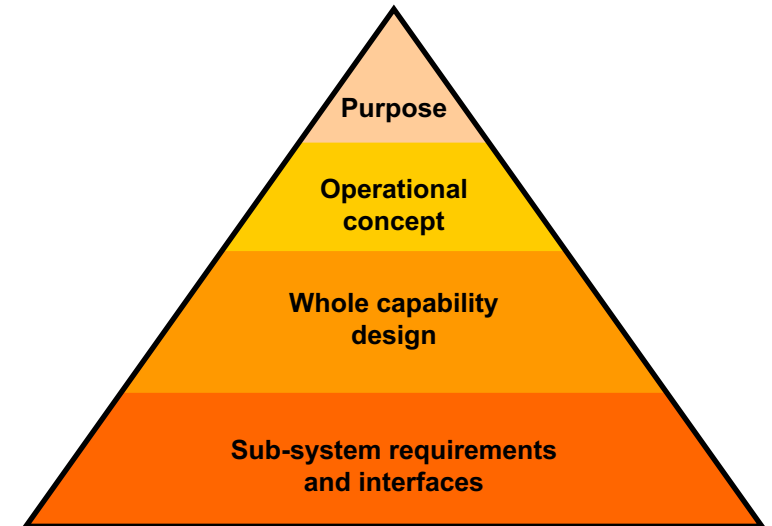 Purpose
Operational
concept
Whole capability
design
Sub-system requirements
and interfaces